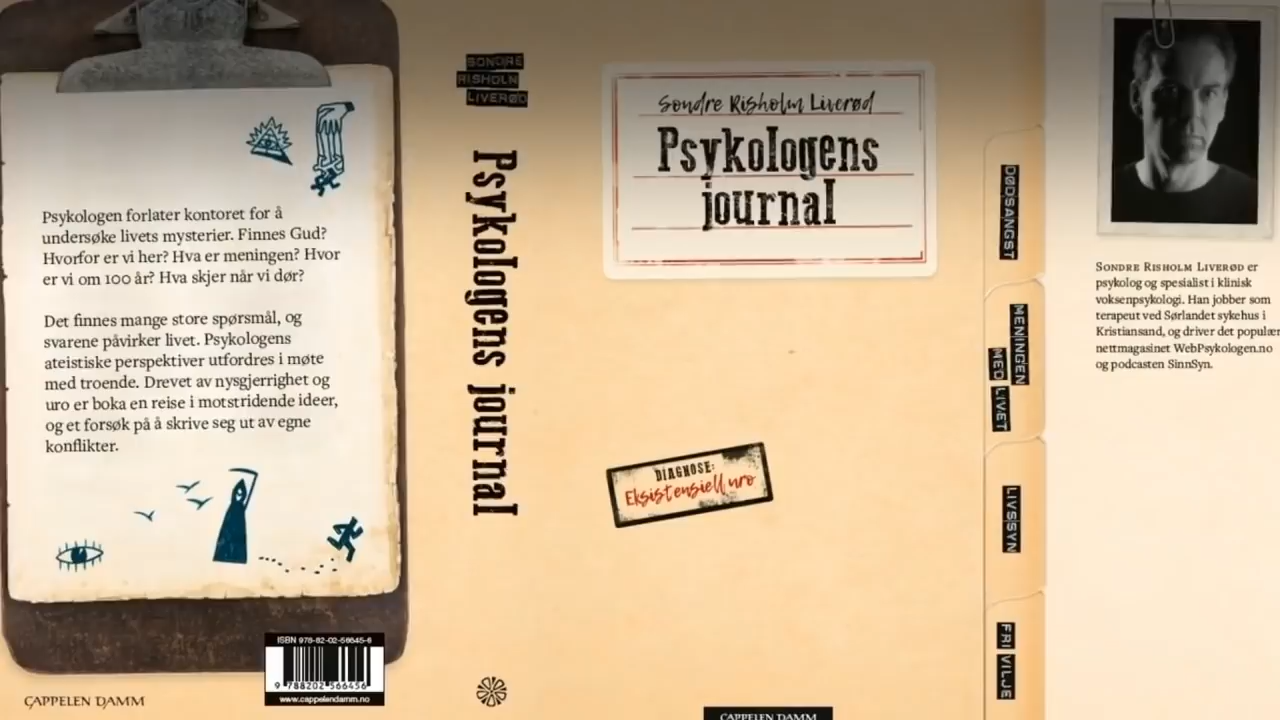 Psykologen forlater kontoret for å
undersøke livets mysterier. Finnes Gud?
Hvorfor er vi her? Hva er meningen? Hvor
er vi om 100 år? Hva skjer når vi dør?
Det finnes mange store spørsmål, og
svarene påvirker livet. Psykologens
ateistiske perspektiver utfordres i møte
med troende. Drevet av nysgjerrighet og
uro er boka en reise i motstridende ideer,
og et forsøk på å skrive seg ut av egne
konflikter.
CAPPELEN DAMM
ISBN 978-82-02-56645-6
9 788202 566456
www.cappelendamm.no
SONDRE
RISHOLM
LIVERØD
Psykologens journal
Sondre Risholm Liverød
Psykologens
journal
DIAGNOSE:
Eksistensiell uro
CAPPELEN DAMM
DØDSANGST
MENINGEN
MED LIVET
LIVSSYN
FRI VILJE
SONDRE RISHOLM LIVERØD er
psykolog og spesialist i klinisk
voksenpsykologi. Han jobber som
terapeut ved Sørlandet sykehus i
Kristiansand, og driver det populær
nettmagasinet WebPsykologen.no
og podcasten SinnSyn.